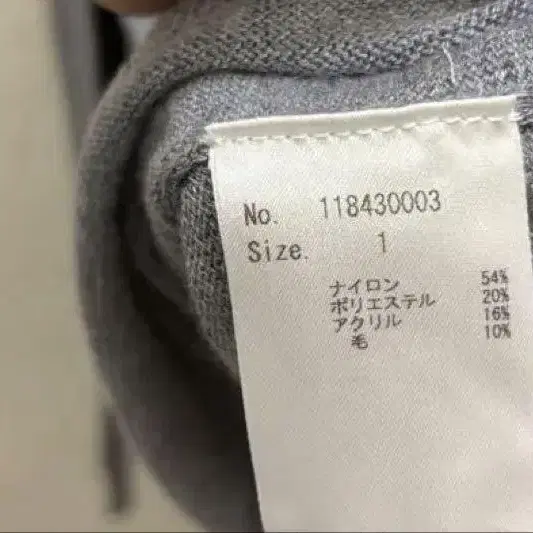 No. 118430003
Size. 1
ナイロン 54%
ポリエステル 20%
アクリル 16%
毛 10%